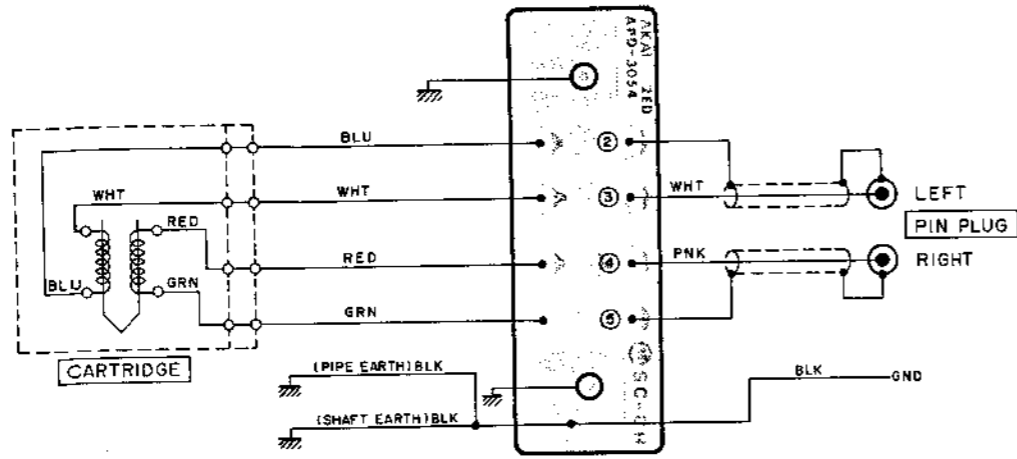 AKAI
APD-3054
BLU
②
WHT
WHT
③
WHT
LEFT
PIN PLUG
RED
RED
④
PNK
RIGHT
BLU
GRN
GRN
⑤
CARTRIDGE
(PIPE EARTH) BLK
BLK
GND
(SHAFT EARTH) BLK